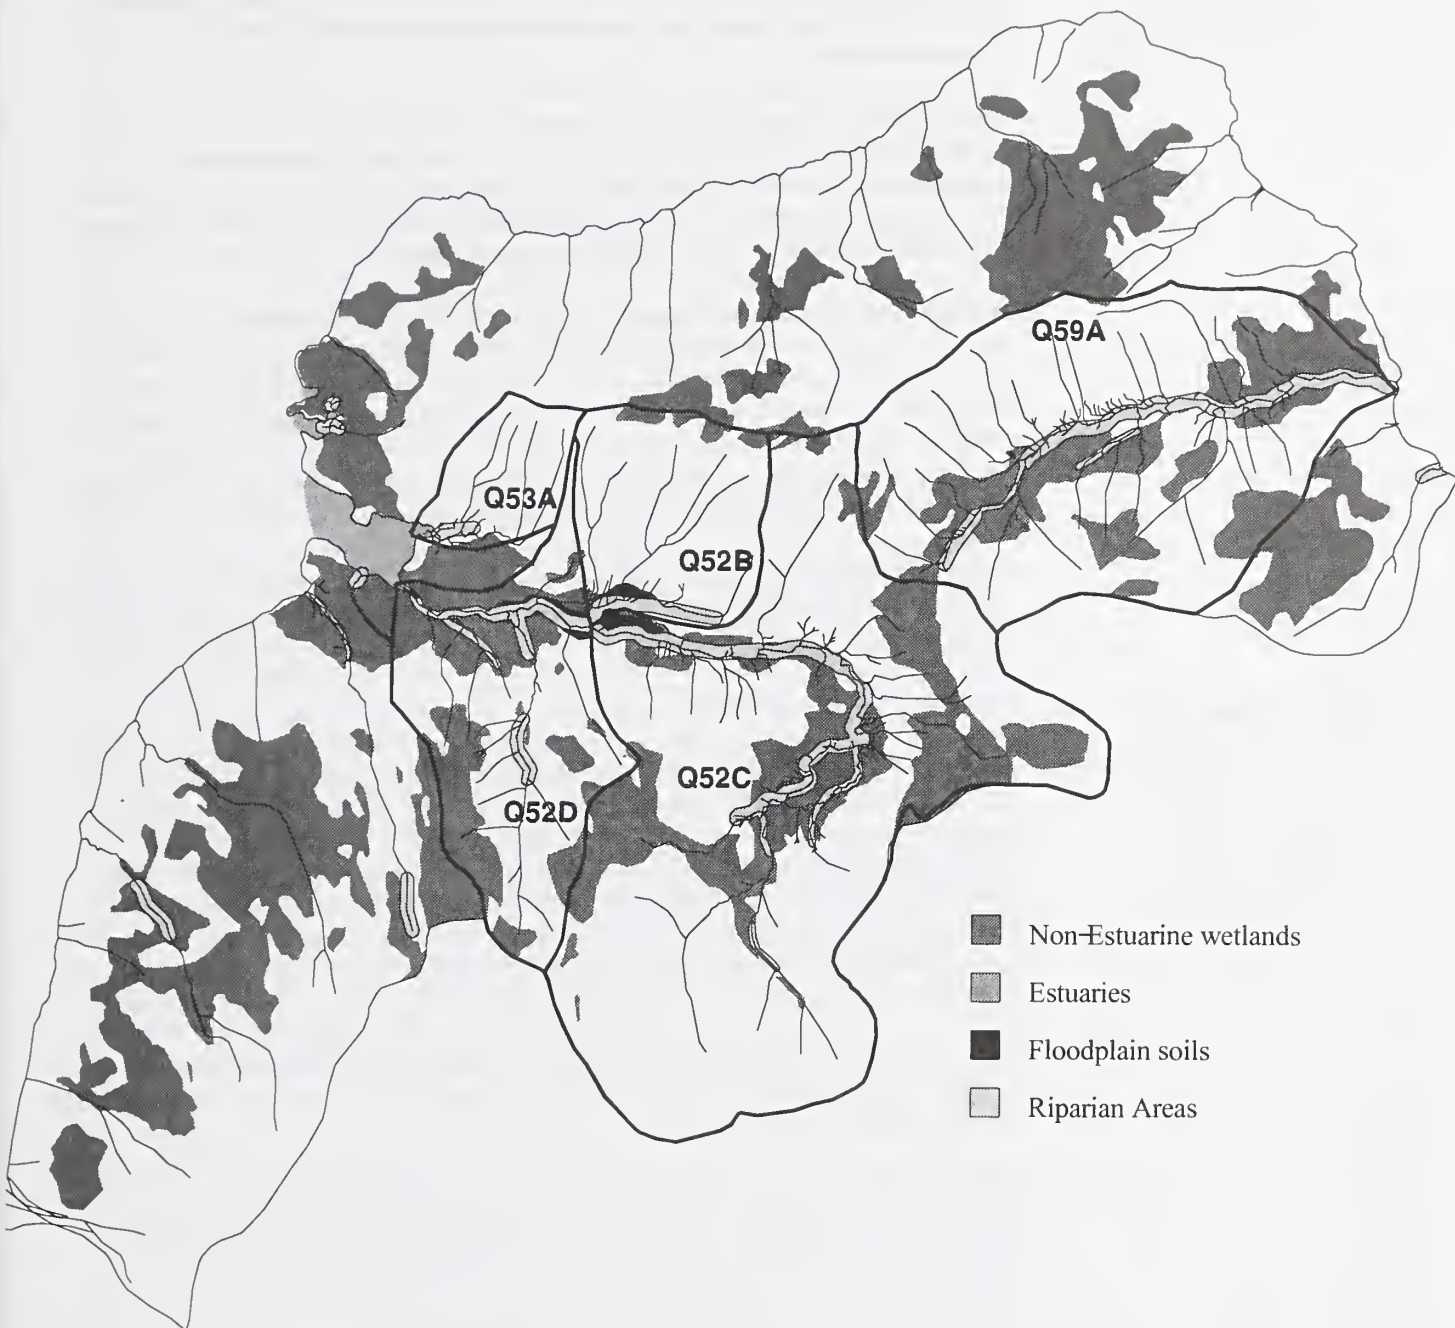 Q59A
Q53A
Q52B
Q52C
Q52D
Non-Estuarine wetlands
Estuaries
Floodplain soils
Riparian Areas